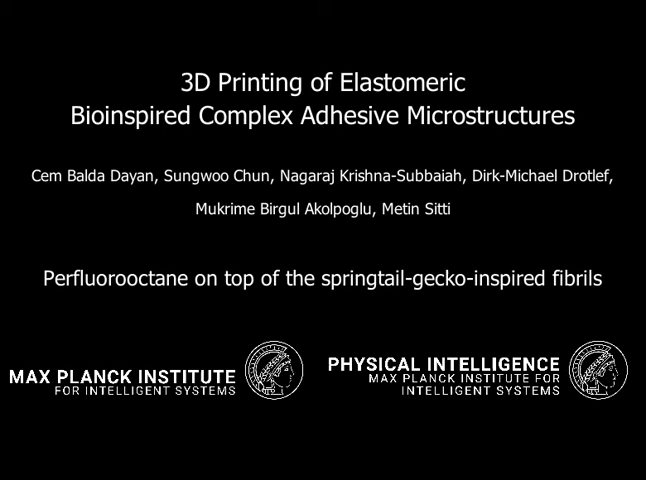 3D Printing of Elastomeric
Bioinspired Complex Adhesive Microstructures
Cem Balda Dayan, Sungwoo Chun, Nagaraj Krishna-Subbaiah, Dirk-Michael Drotlef,
Mukrime Birgul Akolpoglu, Metin Sitti
Perfluorooctane on top of the springtail-gecko-inspired fibrils
MAX PLANCK INSTITUTE
FOR INTELLIGENT SYSTEMS
PHYSICAL INTELLIGENCE
MAX PLANCK INSTITUTE FOR
INTELLIGENT SYSTEMS